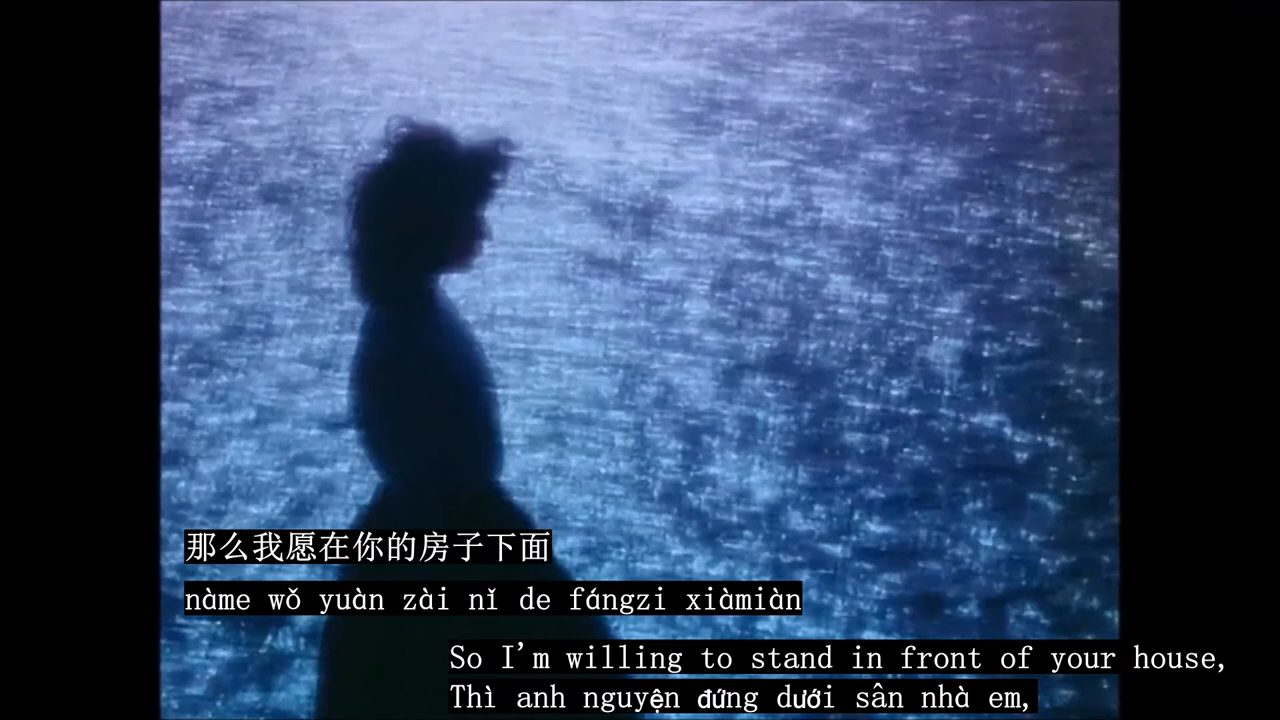 那么我愿在你的房子下面
nàme wǒ yuàn zài nǐ de fángzi xiàmiàn
So I'm willing to stand in front of your house,
Thì anh nguyện đứng dưới sân nhà em,